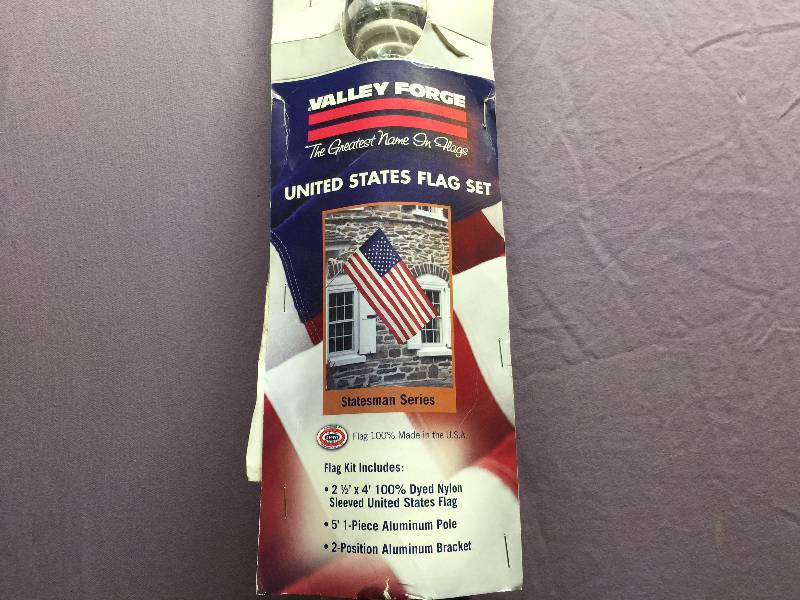 VALLEY FORGE
The Greatest Name In Flags
UNITED STATES FLAG SET
Statesman Series
Flag 100% Made in the U.S.A.
Flag Kit Includes:
• 2 ½' x 4' 100% Dyed Nylon
Sleeved United States Flag
• 5' 1-Piece Aluminum Pole
• 2-Position Aluminum Bracket